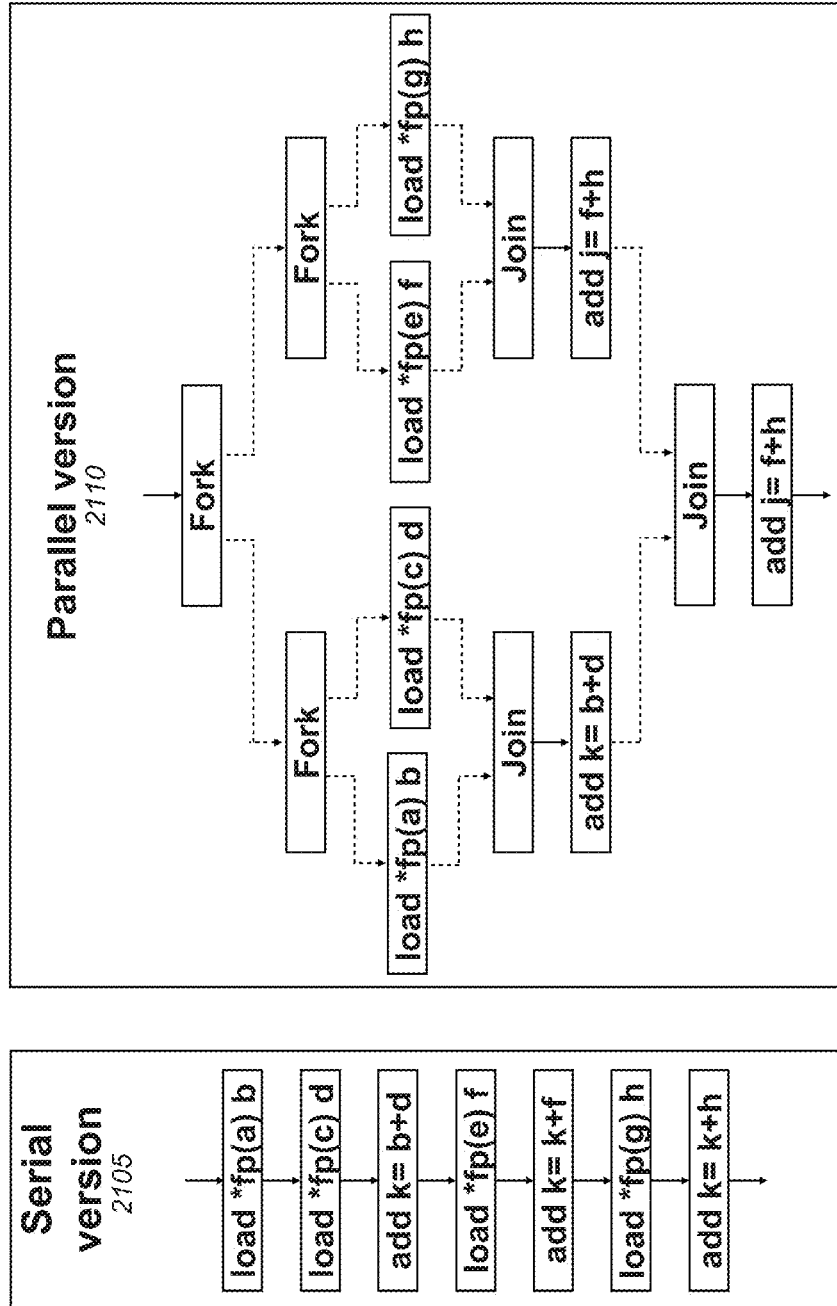 Serial
version
2105
load *fp(a) b
load *fp(c) d
add k= b+d
load *fp(e) f
add k= k+f
load *fp(g) h
add k= k+h
Parallel version
2110
Fork
Fork
Fork
load *fp(a) b
load *fp(c) d
load *fp(e) f
load *fp(g) h
Join
Join
add k= b+d
add j= f+h
Join
add j= f+h